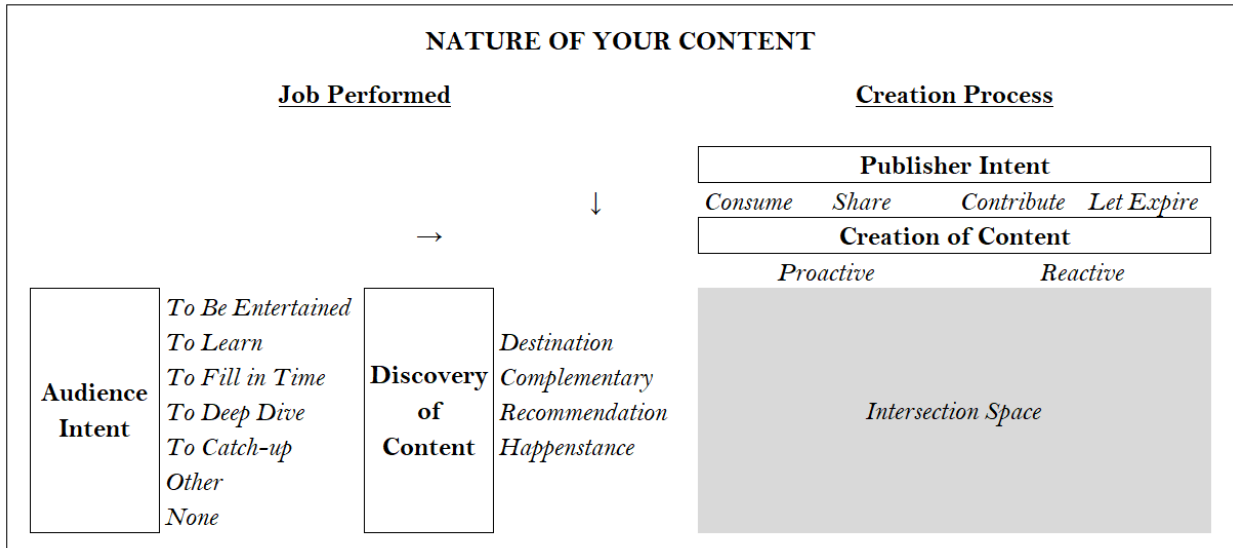 NATURE OF YOUR CONTENT
Job Performed
Creation Process
Publisher Intent
↓
Consume Share Contribute Let Expire
→
Creation of Content
Proactive Reactive
Audience Intent
To Be Entertained
To Learn
To Fill in Time
To Deep Dive
To Catch-up
Other
None
Discovery
of
Content
Destination
Complementary
Recommendation
Happenstance
Intersection Space